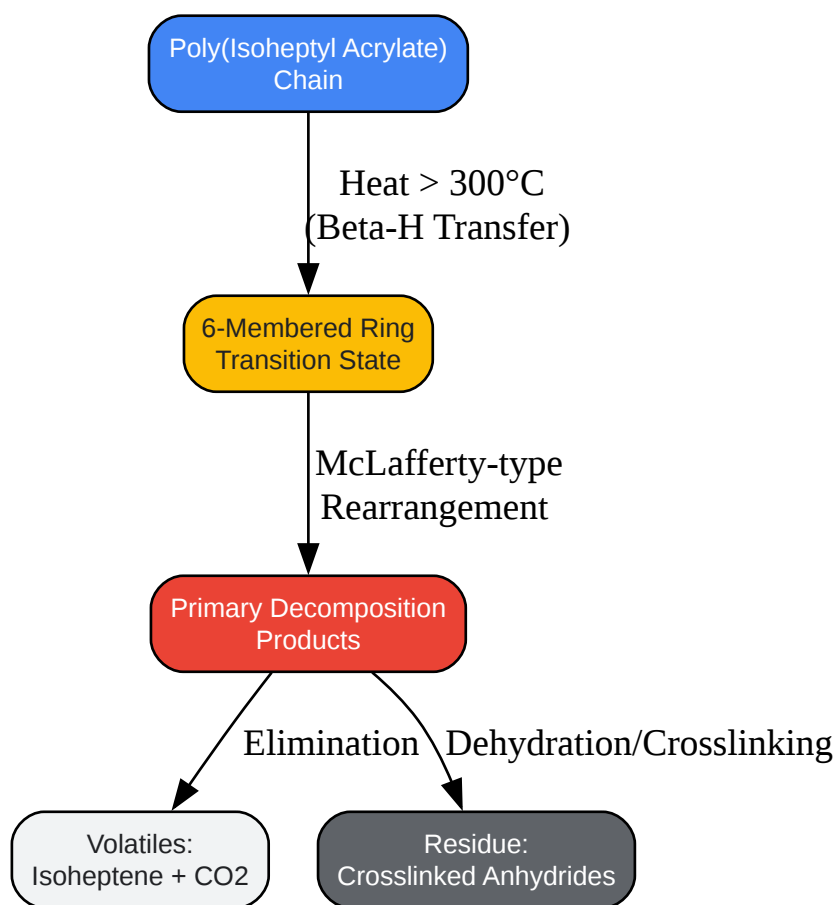 Poly(Isoheptyl Acrylate)
Chain
Heat > 300°C
(Beta-H Transfer)
6-Membered Ring
Transition State
McLafferty-type
Rearrangement
Primary Decomposition
Products
Elimination
Dehydration/Crosslinking
Volatiles:
Isoheptene + CO2
Residue:
Crosslinked Anhydrides